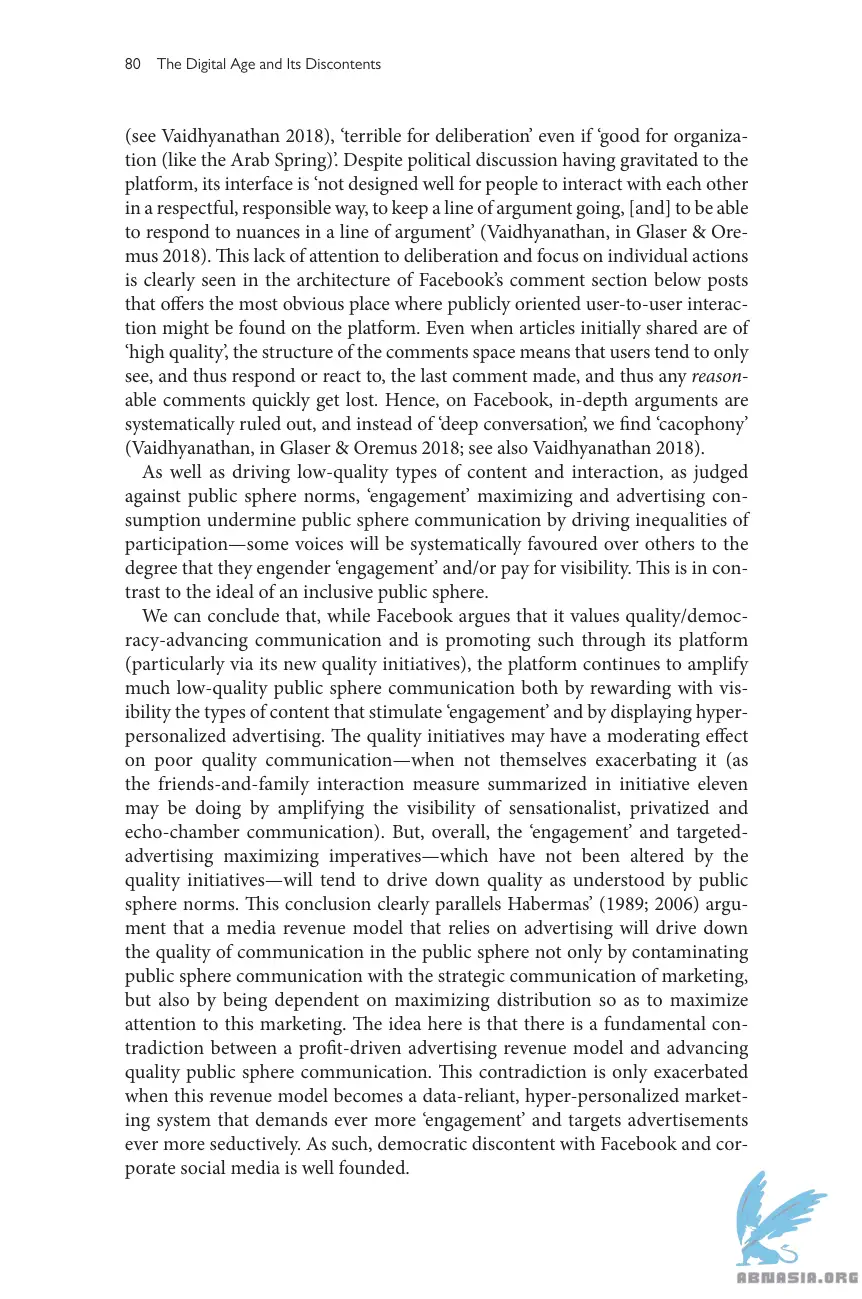 80 The Digital Age and Its Discontents
(see Vaidhyanathan 2018), ‘terrible for deliberation’ even if ‘good for organiza-
tion (like the Arab Spring)’. Despite political discussion having gravitated to the
platform, its interface is ‘not designed well for people to interact with each other
in a respectful, responsible way, to keep a line of argument going, [and] to be able
to respond to nuances in a line of argument’ (Vaidhyanathan, in Glaser & Ore-
mus 2018). This lack of attention to deliberation and focus on individual actions
is clearly seen in the architecture of Facebook’s comment section below posts
that offers the most obvious place where publicly oriented user-to-user interac-
tion might be found on the platform. Even when articles initially shared are of
‘high quality’, the structure of the comments space means that users tend to only
see, and thus respond or react to, the last comment made, and thus any reason-
able comments quickly get lost. Hence, on Facebook, in-depth arguments are
systematically ruled out, and instead of ‘deep conversation’, we find ‘cacophony’
(Vaidhyanathan, in Glaser & Oremus 2018; see also Vaidhyanathan 2018).
As well as driving low-quality types of content and interaction, as judged
against public sphere norms, ‘engagement’ maximizing and advertising con-
sumption undermine public sphere communication by driving inequalities of
participation—some voices will be systematically favoured over others to the
degree that they engender ‘engagement’ and/or pay for visibility. This is in con-
trast to the ideal of an inclusive public sphere.
We can conclude that, while Facebook argues that it values quality/democ-
racy-advancing communication and is promoting such through its platform
(particularly via its new quality initiatives), the platform continues to amplify
much low-quality public sphere communication both by rewarding with vis-
ibility the types of content that stimulate ‘engagement’ and by displaying hyper-
personalized advertising. The quality initiatives may have a moderating effect
on poor quality communication—when not themselves exacerbating it (as
the friends-and-family interaction measure summarized in initiative eleven
may be doing by amplifying the visibility of sensationalist, privatized and
echo-chamber communication). But, overall, the ‘engagement’ and targeted-
advertising maximizing imperatives—which have not been altered by the
quality initiatives—will tend to drive down quality as understood by public
sphere norms. This conclusion clearly parallels Habermas’ (1989; 2006) argu-
ment that a media revenue model that relies on advertising will drive down
the quality of communication in the public sphere not only by contaminating
public sphere communication with the strategic communication of marketing,
but also by being dependent on maximizing distribution so as to maximize
attention to this marketing. The idea here is that there is a fundamental con-
tradiction between a profit-driven advertising revenue model and advancing
quality public sphere communication. This contradiction is only exacerbated
when this revenue model becomes a data-reliant, hyper-personalized market-
ing system that demands ever more ‘engagement’ and targets advertisements
ever more seductively. As such, democratic discontent with Facebook and cor-
porate social media is well founded.
ABNASIA.ORG